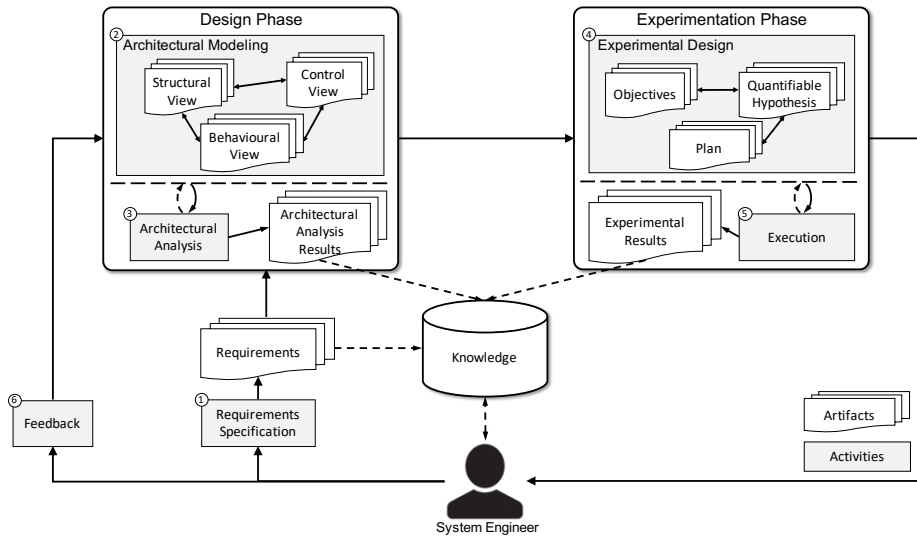 Design Phase
② Architectural Modeling
Structural
View
Control
View
Behavioural
View
③ Architectural
Analysis
Architectural
Analysis
Results
Experimentation Phase
④ Experimental Design
Objectives
Quantifiable
Hypothesis
Plan
Experimental
Results
⑤ Execution
Requirements
Knowledge
⑥ Feedback
① Requirements
Specification
Artifacts
Activities
System Engineer